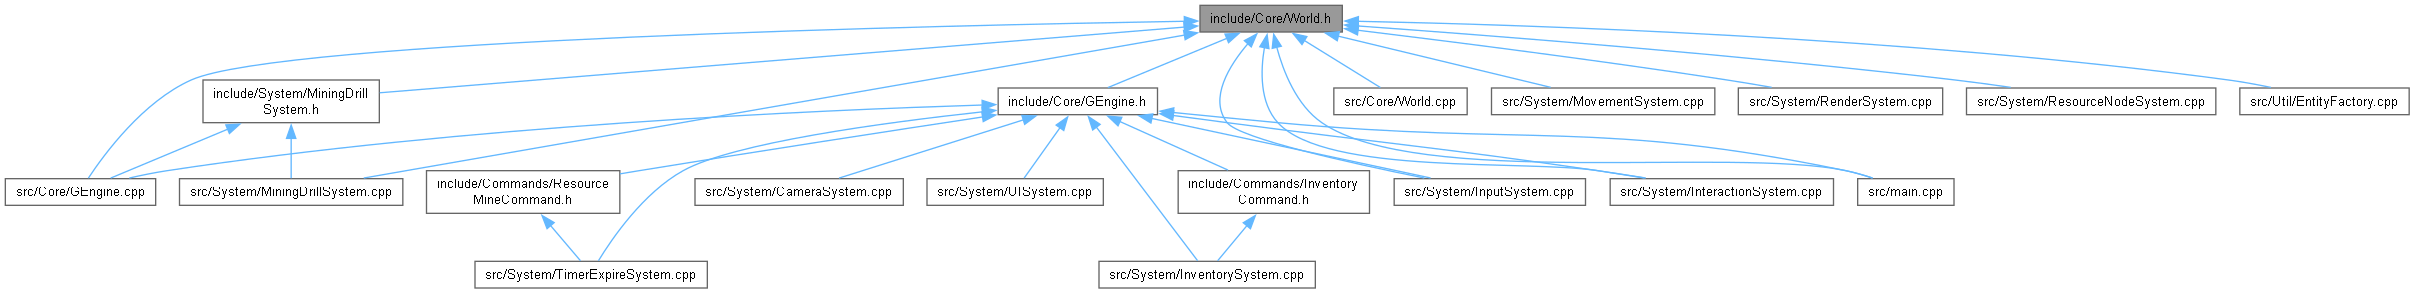 include/Core/World.h
include/System/MiningDrill
System.h
include/Core/GEngine.h
src/Core/World.cpp
src/System/MovementSystem.cpp
src/System/RenderSystem.cpp
src/System/ResourceNodeSystem.cpp
src/Util/EntityFactory.cpp
src/Core/GEngine.cpp
src/System/MiningDrillSystem.cpp
include/Commands/Resource
MineCommand.h
src/System/CameraSystem.cpp
src/System/UISystem.cpp
include/Commands/Inventory
Command.h
src/System/InputSystem.cpp
src/System/InteractionSystem.cpp
src/main.cpp
src/System/TimerExpireSystem.cpp
src/System/InventorySystem.cpp